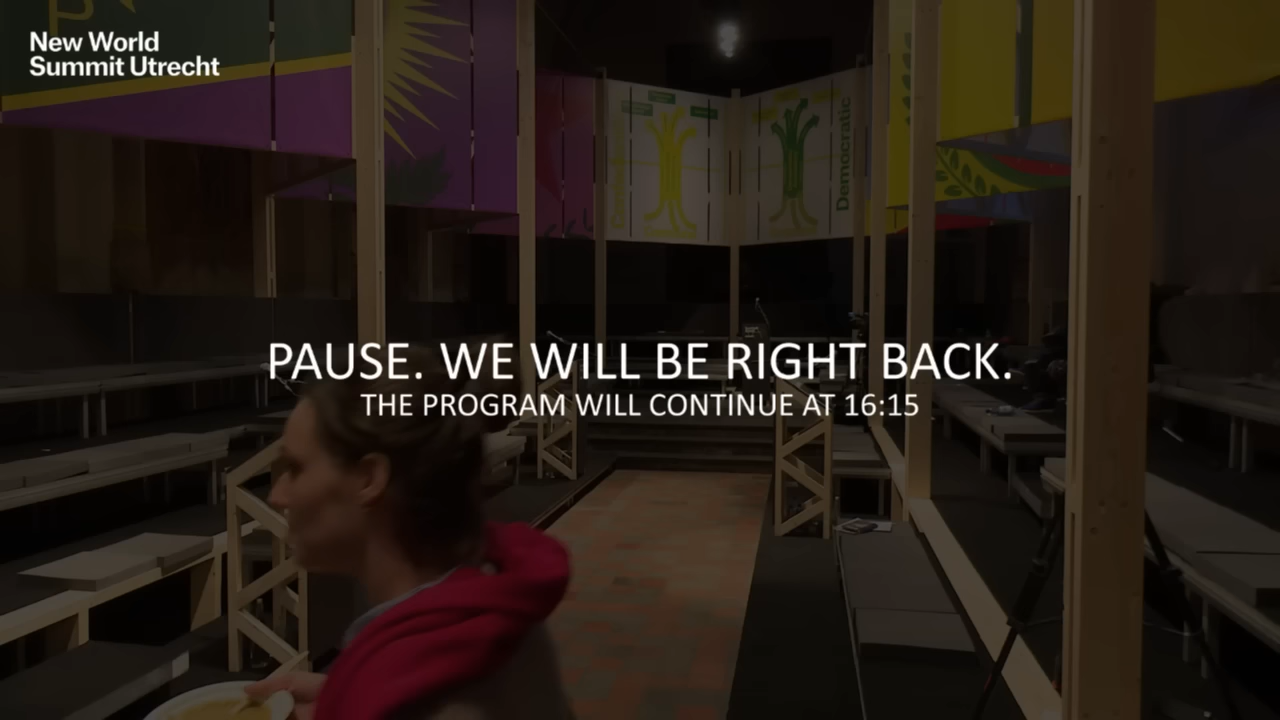 New World
Summit Utrecht
Democratic
PAUSE. WE WILL BE RIGHT BACK.
THE PROGRAM WILL CONTINUE AT 16:15